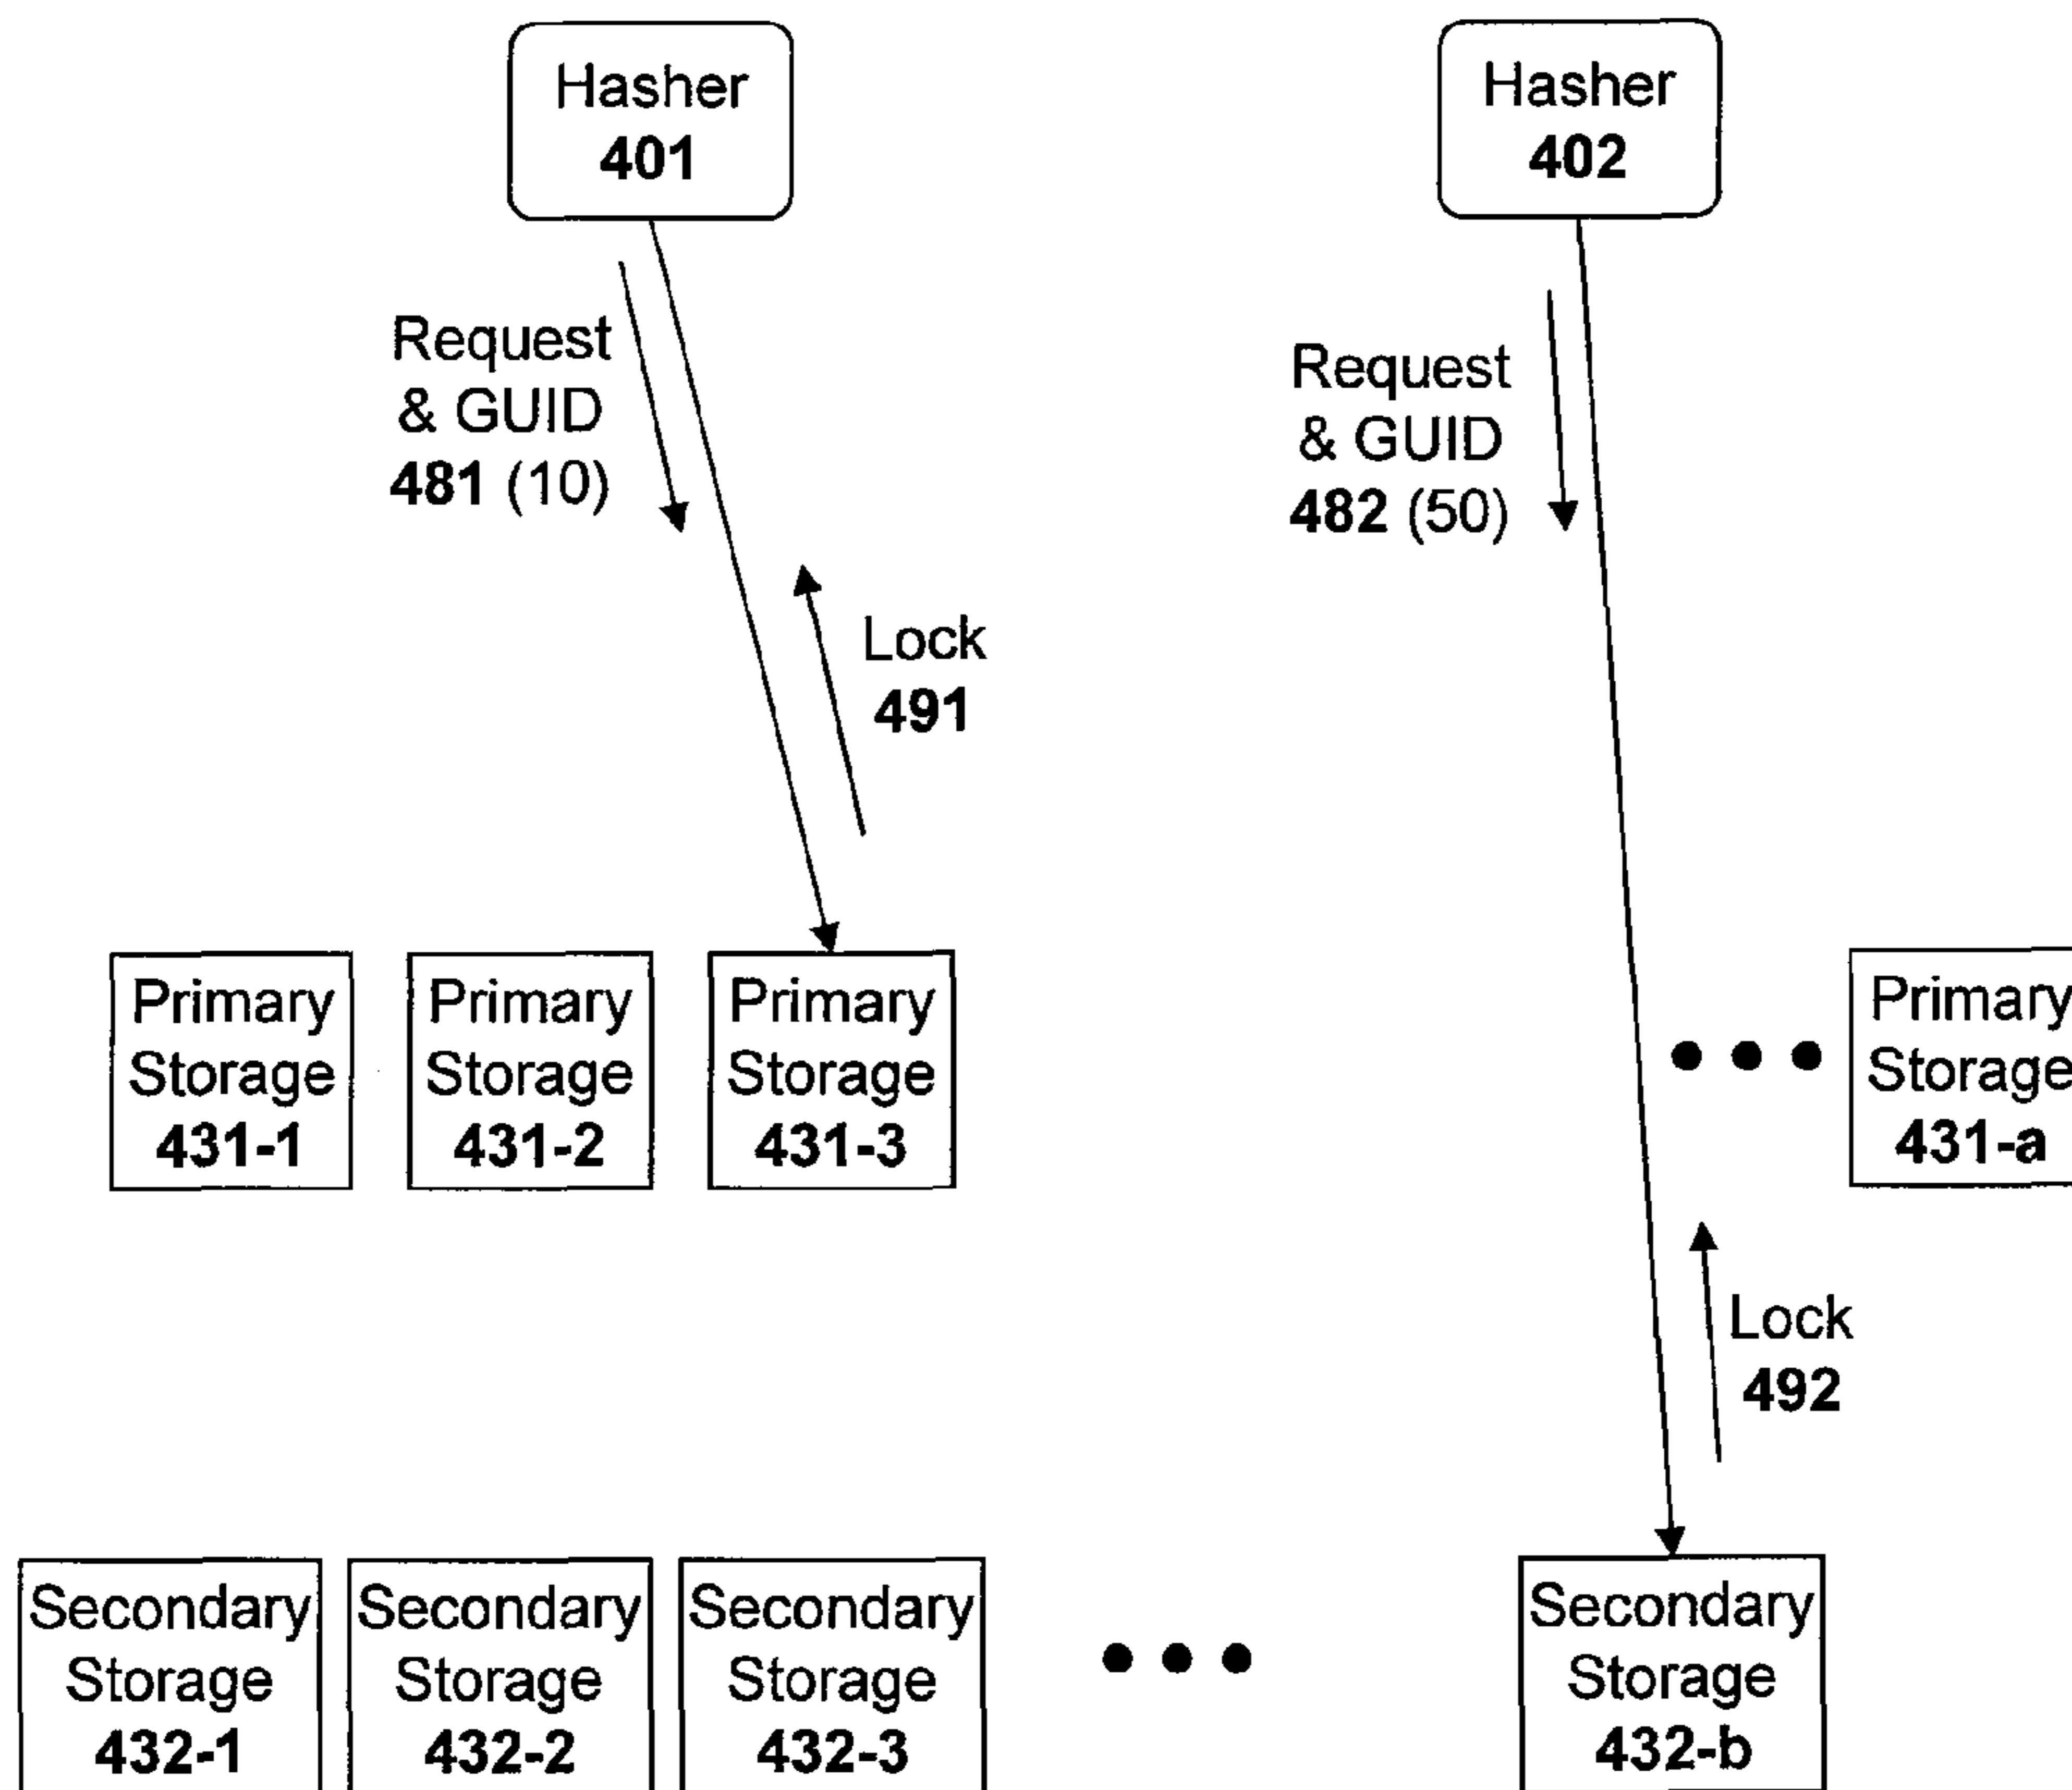 Hasher
401
Hasher
402
Request
& GUID
481 (10)
Request
& GUID
482 (50)
Lock
491
Primary
Storage
431-1
Primary
Storage
431-2
Primary
Storage
431-3
Primary
Storage
431-a
Lock
492
Secondary
Storage
432-1
Secondary
Storage
432-2
Secondary
Storage
432-3
Secondary
Storage
432-b